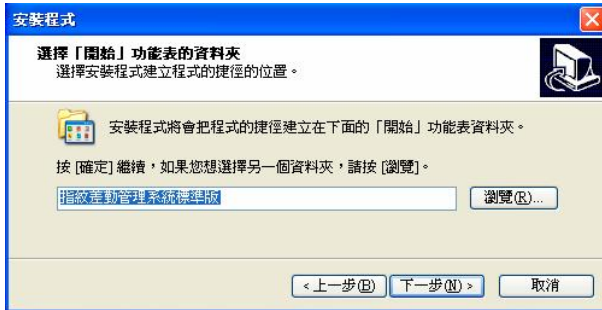 安裝程式
選擇「開始」功能表的資料夾
選擇安裝程式建立程式的捷徑的位置。
安裝程式將會把程式的捷徑建立在下面的「開始」功能表資料夾。
按 [確定] 繼續，如果您想選擇另一個資料夾，請按 [瀏覽]。
指紋差勤管理系統標準版
瀏覽(R)...
<上一步(B) 下一步(N) > 取消